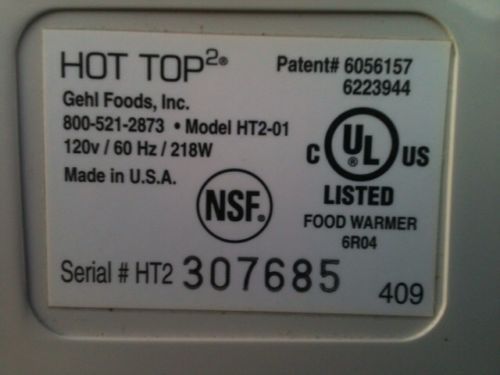 HOT TOP²®
Patent# 6056157
6223944
Gehl Foods, Inc.
800-521-2873 • Model HT2-01
120v / 60 Hz / 218W
Made in U.S.A.
NSF®
C UL® US
LISTED
FOOD WARMER
6R04
Serial # HT2 307685
409